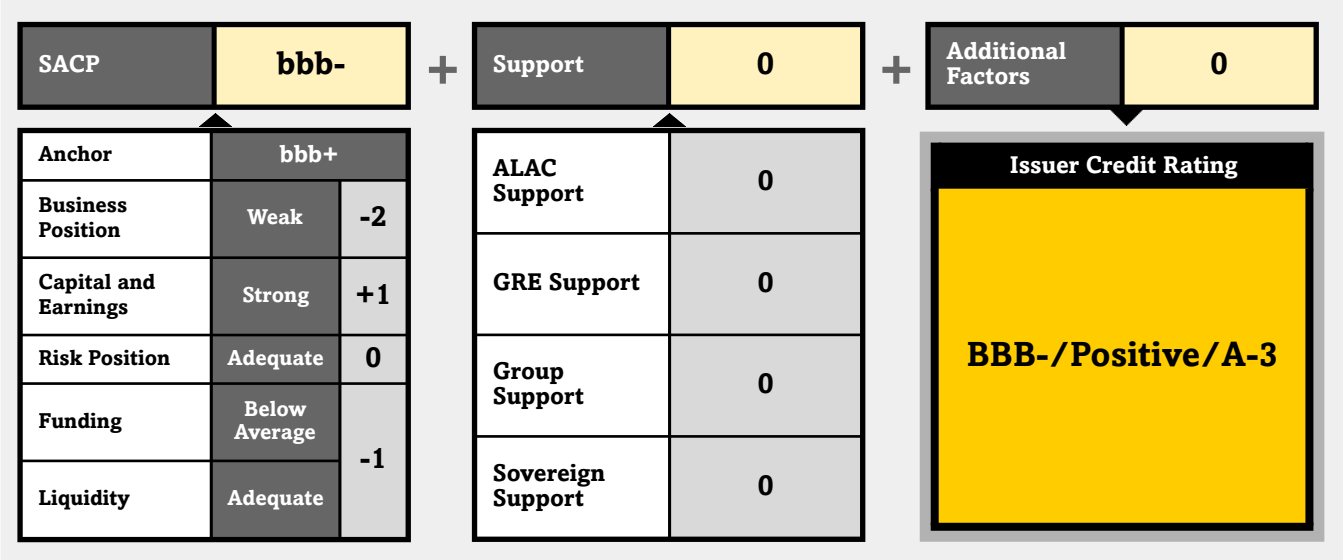 SACP
bbb-
+
Support
0
+
Additional
Factors
0
Anchor
bbb+
Business
Position
Weak
-2
Capital and
Earnings
Strong
+1
Risk Position
Adequate
0
Funding
Below
Average
-1
Liquidity
Adequate
ALAC
Support
0
GRE Support
0
Group
Support
0
Sovereign
Support
0
Issuer Credit Rating
BBB-/Positive/A-3